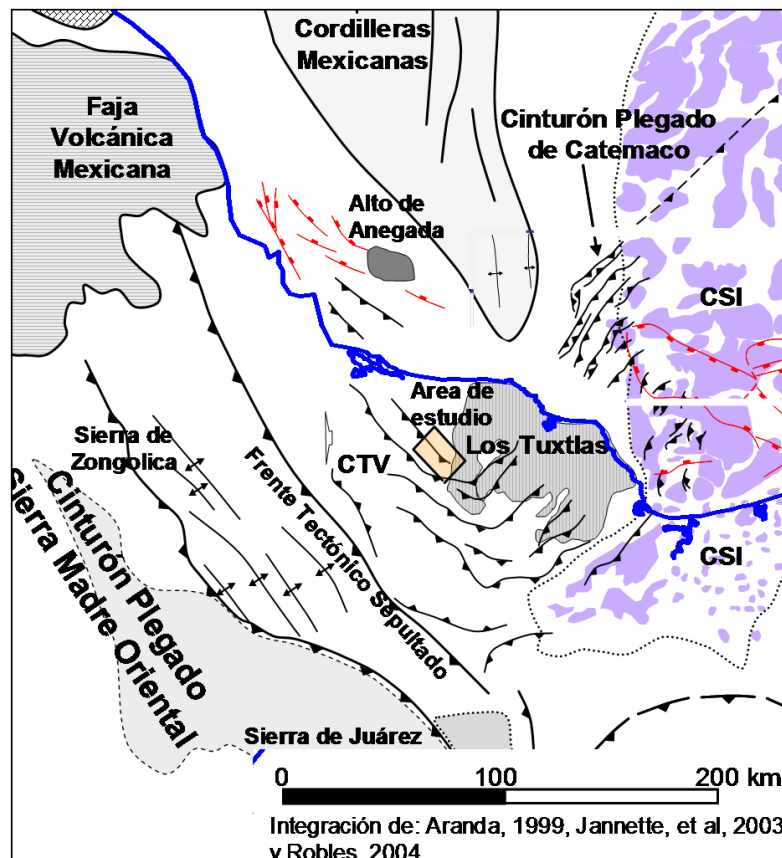 Cordilleras
Mexicanas
Faja
Volcánica
Mexicana
Cinturón Plegado
de Catemaco
Alto de
Anegada
CSI
Area de
estudio
Los Tuxtlas
Sierra de
Zongolica
CTV
Frente Tectónico Sepultado
Cinturón Plegado
Sierra Madre Oriental
CSI
Sierra de Juárez
0 100 200 km
Integración de: Aranda, 1999, Jannette, et al, 2003
y Robles, 2004